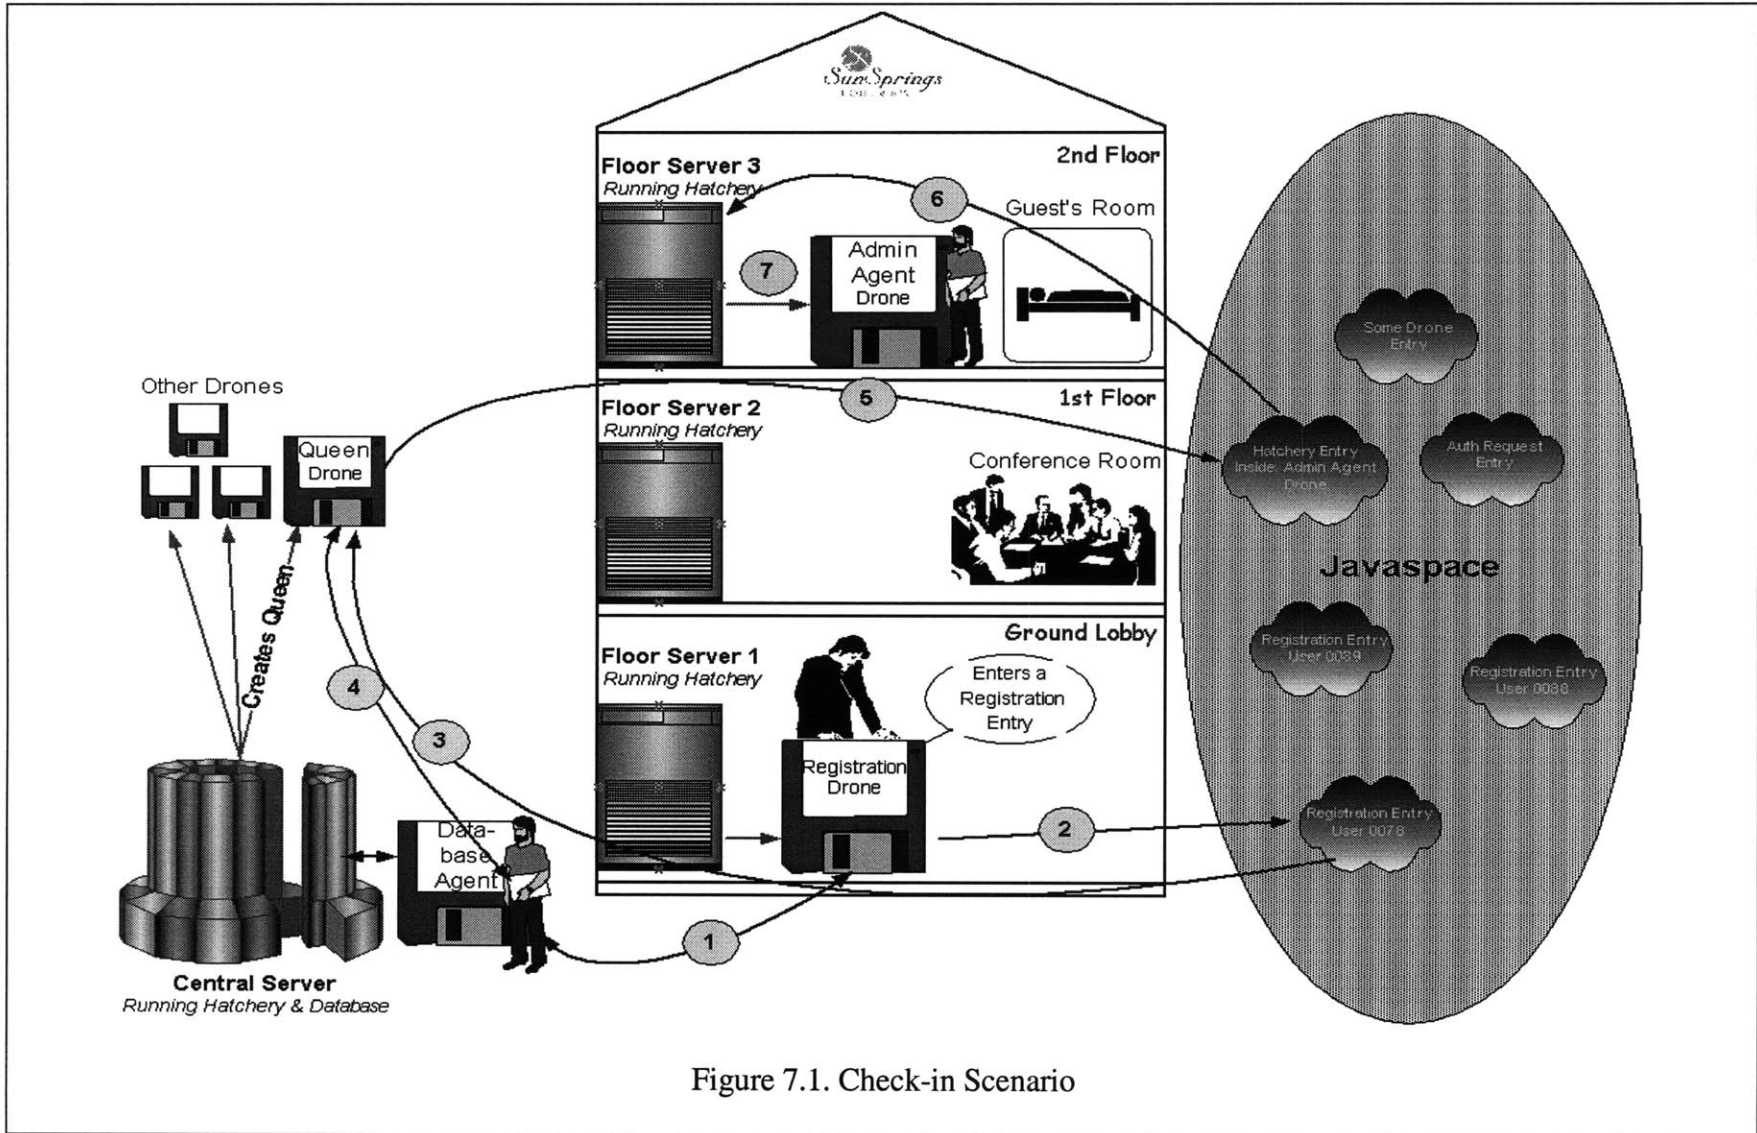 SunSprings
Floor Server 3
Running Hatchery
2nd Floor
6
Guest's Room
7
Admin
Agent
Drone
Some Drone
Entry
Other Drones
Queen
Drone
5
Floor Server 2
Running Hatchery
1st Floor
Conference Room
Hatchery Entry
Inside: Admin Agent
Drone
Auth Request
Entry
Javaspace
Creates Queen
4
3
Floor Server 1
Running Hatchery
Ground Lobby
Enters a
Registration
Entry
Registration
Drone
2
Registration Entry
User 0089
Registration Entry
User 0088
Registration Entry
User 0078
Data-
base
Agent
1
Central Server
Running Hatchery & Database
Figure 7.1. Check-in Scenario